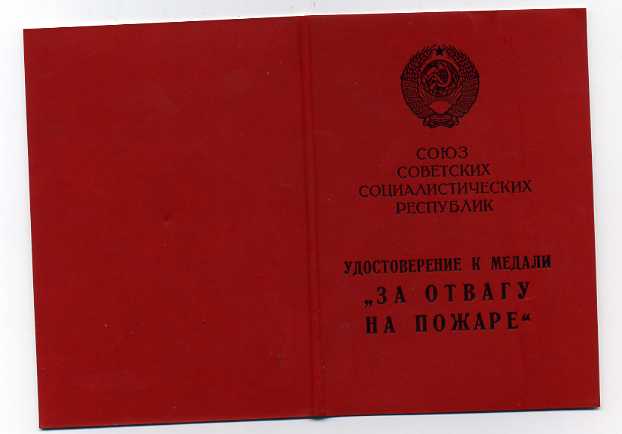 СОЮЗ
СОВЕТСКИХ
СОЦИАЛИСТИЧЕСКИХ
РЕСПУБЛИК
УДОСТОВЕРЕНИЕ К МЕДАЛИ
„ЗА ОТВАГУ
НА ПОЖАРЕ“